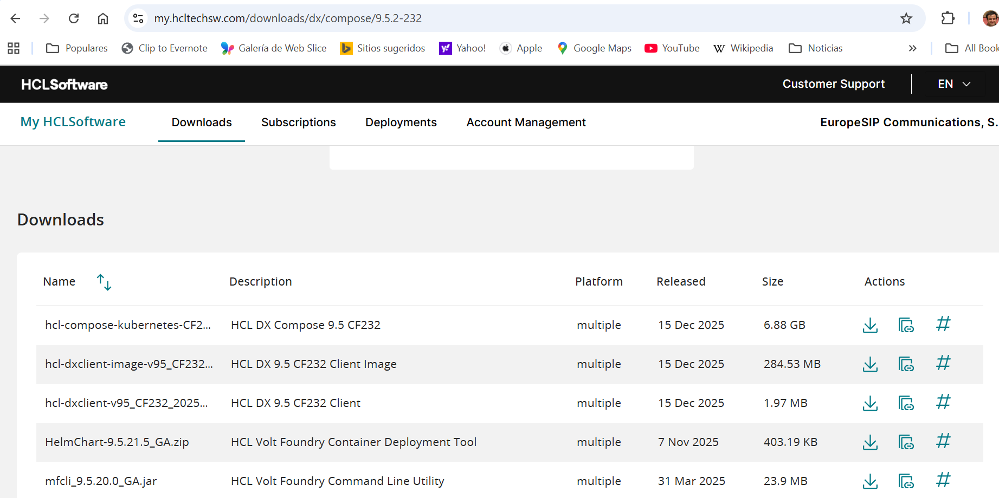 my.hcltechsw.com/downloads/dx/compose/9.5.2-232
Populares Clip to Evernote Galería de Web Slice Sitios sugeridos Yahoo! Apple Google Maps YouTube Wikipedia Noticias » All Book
HCLSoftware Customer Support EN
My HCLSoftware Downloads Subscriptions Deployments Account Management EuropeSIP Communications, S.
Downloads
Name Description Platform Released Size Actions
hcl-compose-kubernetes-CF2... HCL DX Compose 9.5 CF232 multiple 15 Dec 2025 6.88 GB #
hcl-dxclient-image-v95_CF232... HCL DX 9.5 CF232 Client Image multiple 15 Dec 2025 284.53 MB #
hcl-dxclient-v95_CF232_2025... HCL DX 9.5 CF232 Client multiple 15 Dec 2025 1.97 MB #
HelmChart-9.5.21.5_GA.zip HCL Volt Foundry Container Deployment Tool multiple 7 Nov 2025 403.19 KB #
mfcli_9.5.20.0_GA.jar HCL Volt Foundry Command Line Utility multiple 31 Mar 2025 23.9 MB #